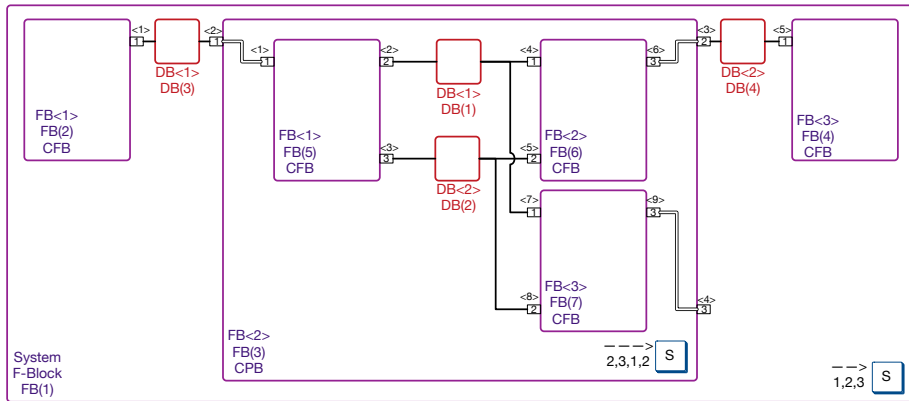 <1>
1
<2>
1
DB<1>
DB(3)
FB<1>
FB(2)
CFB
<1>
1
<2>
2
<3>
3
FB<1>
FB(5)
CFB
DB<1>
DB(1)
DB<2>
DB(2)
<4>
1
<5>
2
<6>
3
FB<2>
FB(6)
CFB
<7>
1
<8>
2
<9>
3
FB<3>
FB(7)
CFB
<3>
2
<4>
3
DB<2>
DB(4)
<5>
1
FB<3>
FB(4)
CFB
FB<2>
FB(3)
CPB
--->
2,3,1,2
S
System
F-Block
FB(1)
-->
1,2,3
S